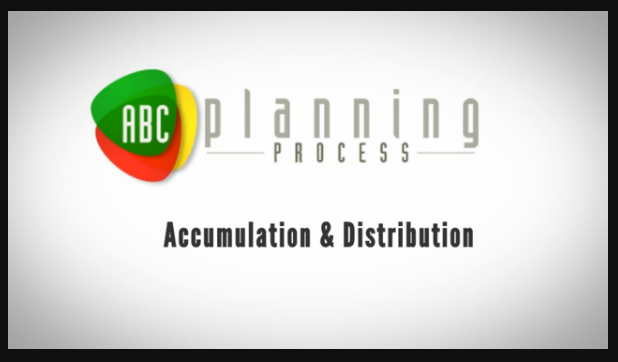 ABC planning
PROCESS
Accumulation & Distribution